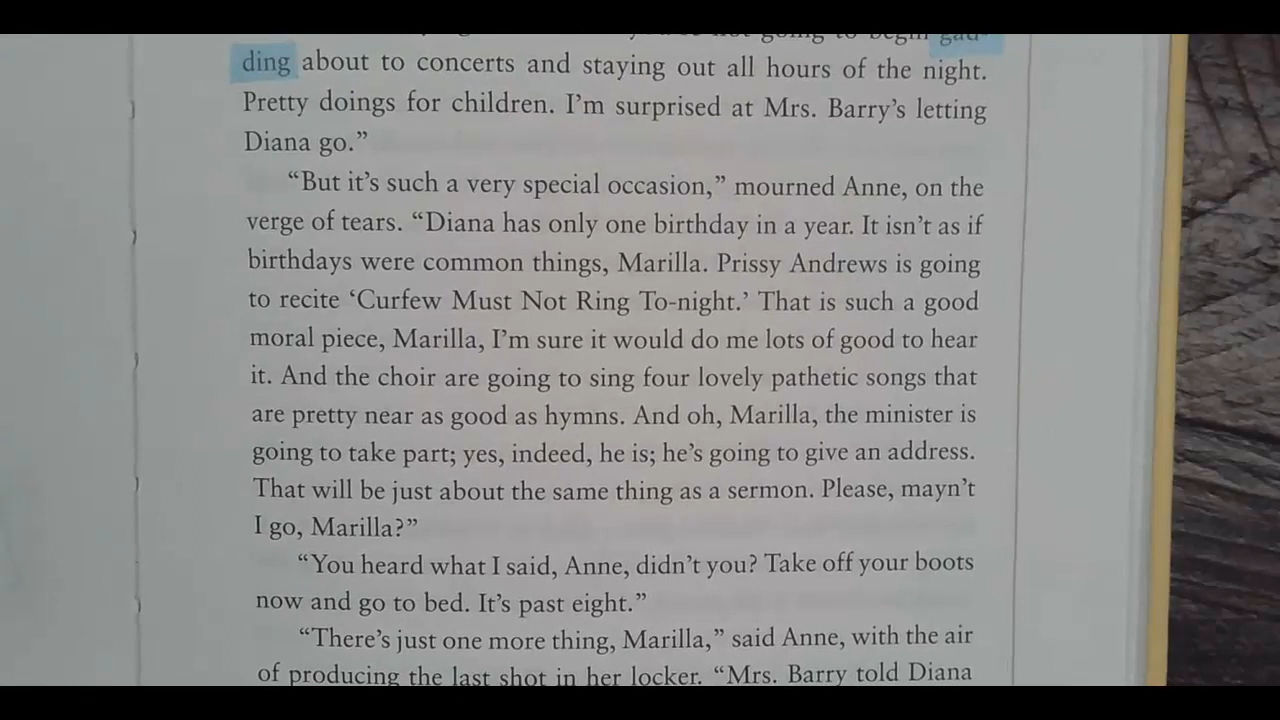 not going to begin gad-
ding about to concerts and staying out all hours of the night.
Pretty doings for children. I’m surprised at Mrs. Barry’s letting
Diana go.”
“But it’s such a very special occasion,” mourned Anne, on the
verge of tears. “Diana has only one birthday in a year. It isn’t as if
birthdays were common things, Marilla. Prissy Andrews is going
to recite ‘Curfew Must Not Ring To-night.’ That is such a good
moral piece, Marilla, I’m sure it would do me lots of good to hear
it. And the choir are going to sing four lovely pathetic songs that
are pretty near as good as hymns. And oh, Marilla, the minister is
going to take part; yes, indeed, he is; he’s going to give an address.
That will be just about the same thing as a sermon. Please, mayn’t
I go, Marilla?”
“You heard what I said, Anne, didn’t you? Take off your boots
now and go to bed. It’s past eight.”
“There’s just one more thing, Marilla,” said Anne, with the air
of producing the last shot in her locker. “Mrs. Barry told Diana